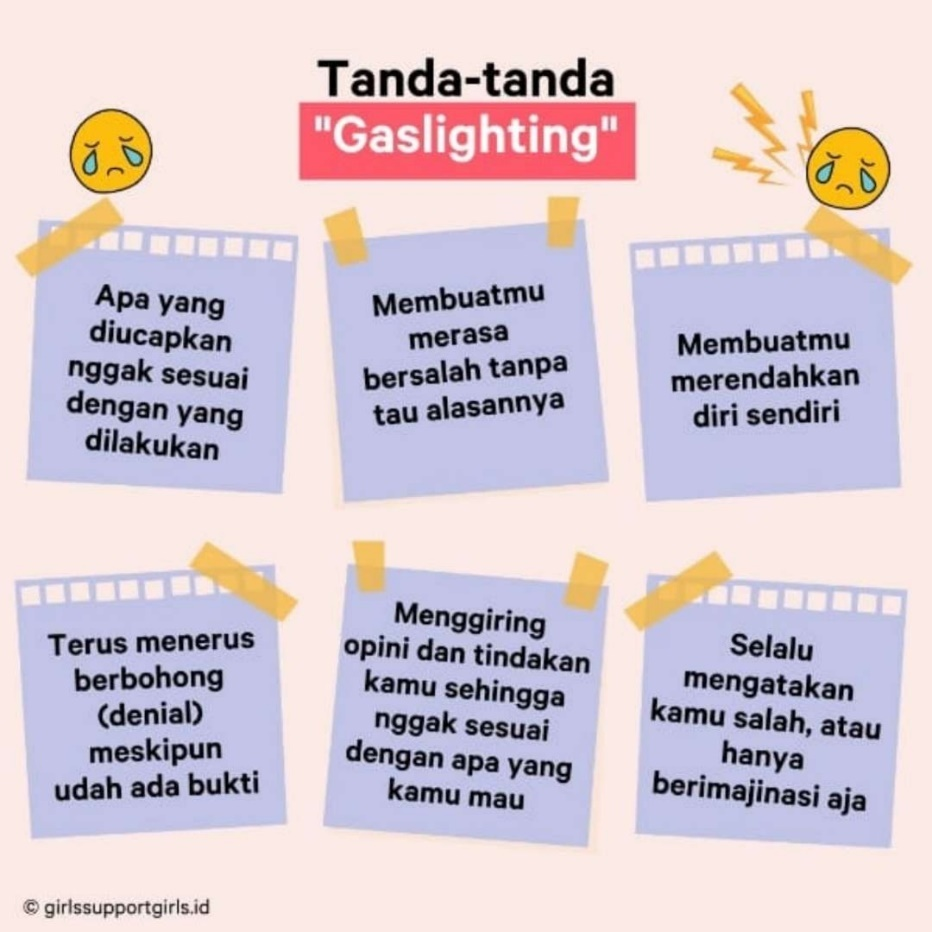 Tanda-tanda
"Gaslighting"
Apa yang
diucapkan
nggak sesuai
dengan yang
dilakukan
Membuatmu
merasa
bersalah tanpa
tau alasannya
Membuatmu
merendahkan
diri sendiri
Terus menerus
berbohong
(denial)
meskipun
udah ada bukti
Menggiring
opini dan tindakan
kamu sehingga
nggak sesuai
dengan apa yang
kamu mau
Selalu
mengatakan
kamu salah, atau
hanya
berimajinasi aja
© girlssupportgirls.id